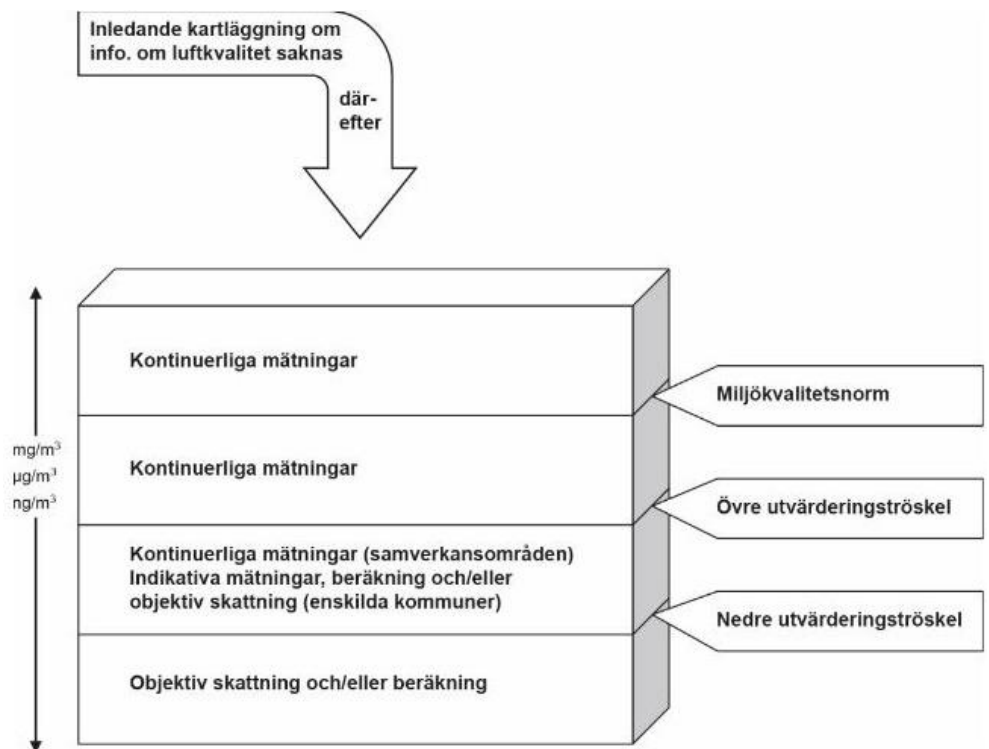 Inledande kartläggning om
info. om luftkvalitet saknas
där-
efter
Kontinuerliga mätningar
Miljökvalitetsnorm
mg/m³
µg/m³
ng/m³
Kontinuerliga mätningar
Övre utvärderingströskel
Kontinuerliga mätningar (samverkansområden)
Indikativa mätningar, beräkning och/eller
objektiv skattning (enskilda kommuner)
Nedre utvärderingströskel
Objektiv skattning och/eller beräkning